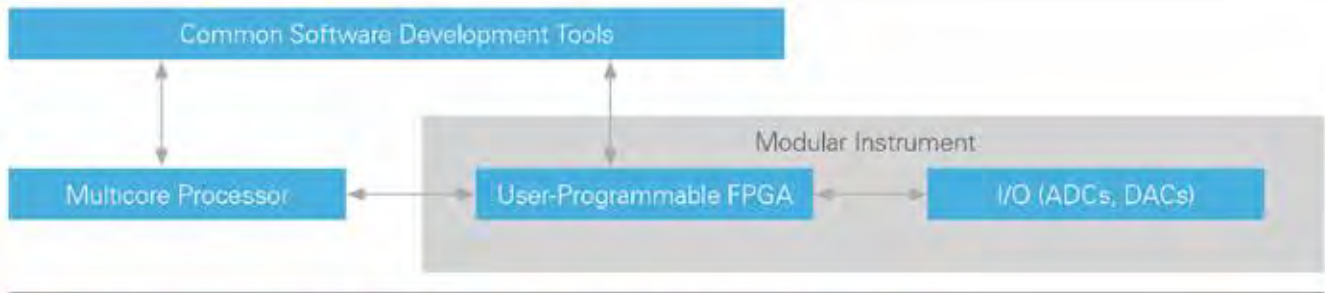 Common Software Development Tools
Modular Instrument
Multicore Processor
User-Programmable FPGA
I/O (ADCs, DACs)